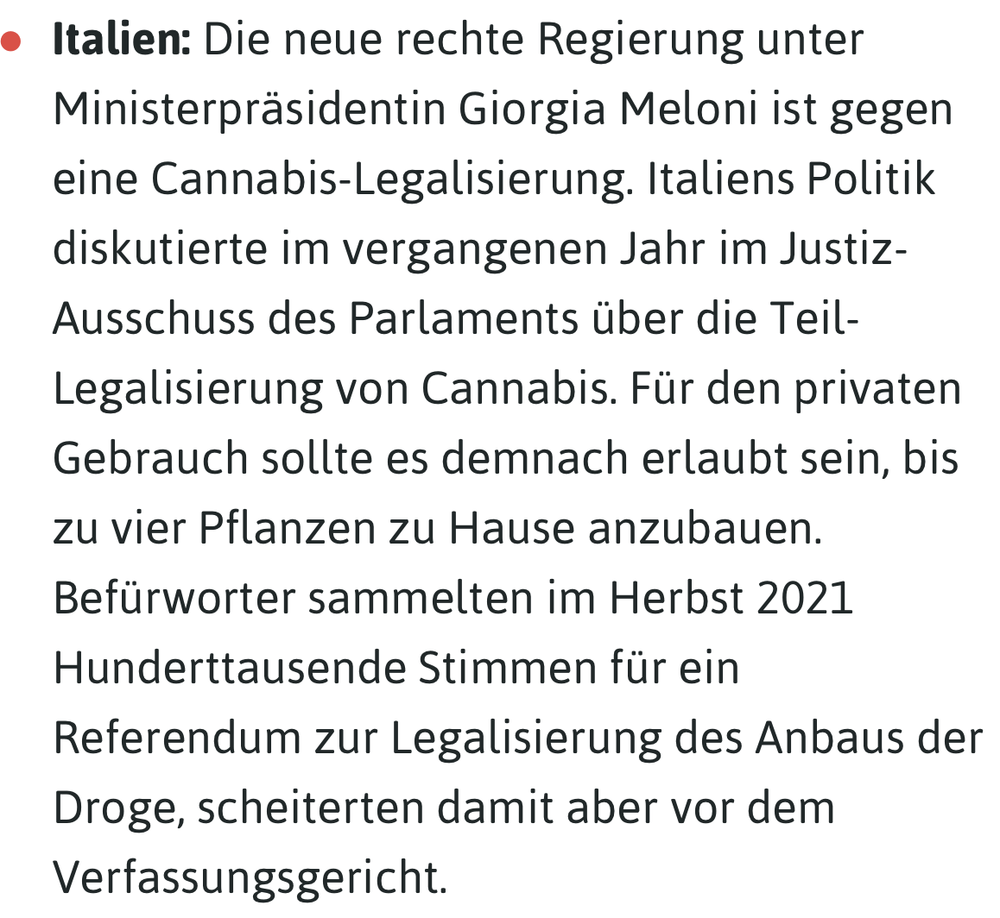 • Italien: Die neue rechte Regierung unter
Ministerpräsidentin Giorgia Meloni ist gegen
eine Cannabis-Legalisierung. Italiens Politik
diskutierte im vergangenen Jahr im Justiz-
Ausschuss des Parlaments über die Teil-
Legalisierung von Cannabis. Für den privaten
Gebrauch sollte es demnach erlaubt sein, bis
zu vier Pflanzen zu Hause anzubauen.
Befürworter sammelten im Herbst 2021
Hunderttausende Stimmen für ein
Referendum zur Legalisierung des Anbaus der
Droge, scheiterten damit aber vor dem
Verfassungsgericht.